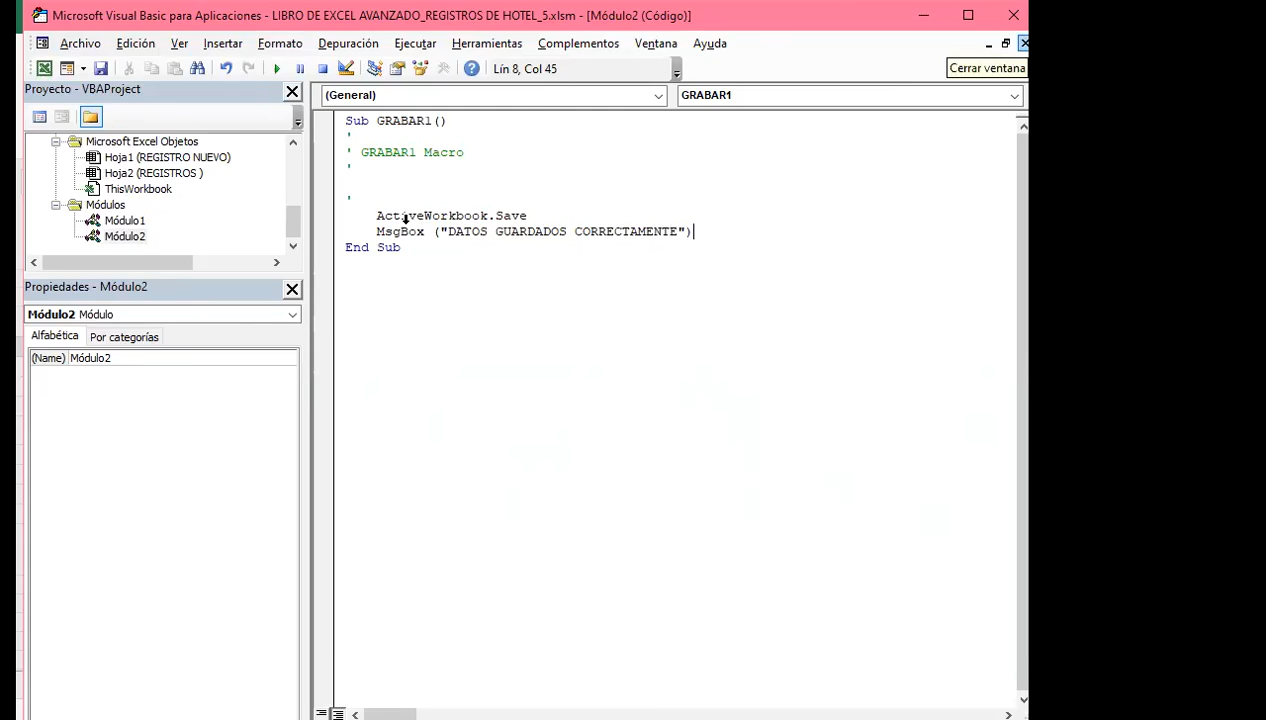 Microsoft Visual Basic para Aplicaciones - LIBRO DE EXCEL AVANZADO_REGISTROS DE HOTEL_5.xlsm - [Módulo2 (Código)]
Archivo Edición Ver Insertar Formato Depuración Ejecutar Herramientas Complementos Ventana Ayuda
Lín 8, Col 45
Cerrar ventana
Proyecto - VBAProject
Microsoft Excel Objetos
Hoja1 (REGISTRO NUEVO)
Hoja2 (REGISTROS )
ThisWorkbook
Módulos
Módulo1
Módulo2
Propiedades - Módulo2
Módulo2 Módulo
Alfabética Por categorías
(Name) Módulo2
(General) GRABAR1
Sub GRABAR1()
'
' GRABAR1 Macro
'
'
ActiveWorkbook.Save
MsgBox ("DATOS GUARDADOS CORRECTAMENTE")
End Sub